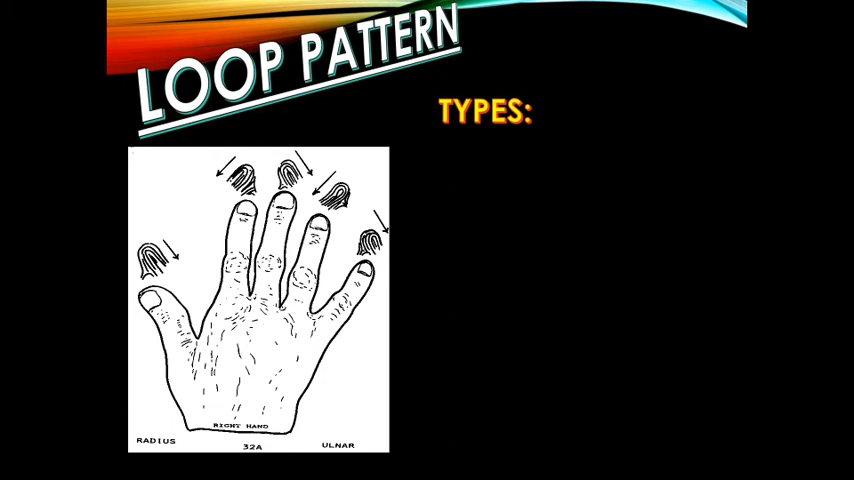 LOOP PATTERN
TYPES:
RIGHT HAND
RADIUS
32A
ULNAR